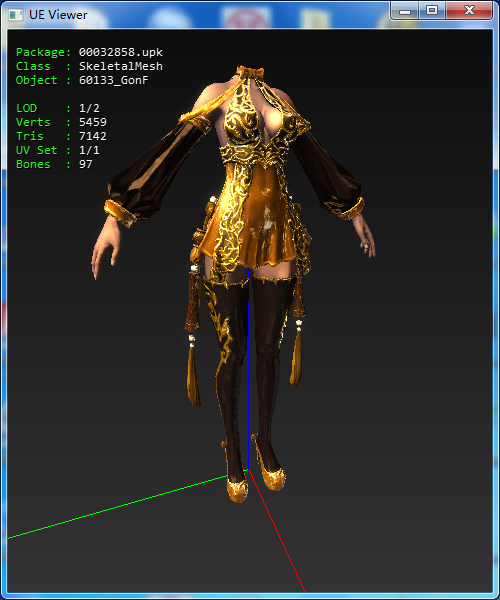 UE Viewer
Package: 00032858.upk
Class : SkeletalMesh
Object : 60133_GonF
LOD : 1/2
Verts : 5459
Tris : 7142
UV Set : 1/1
Bones : 97